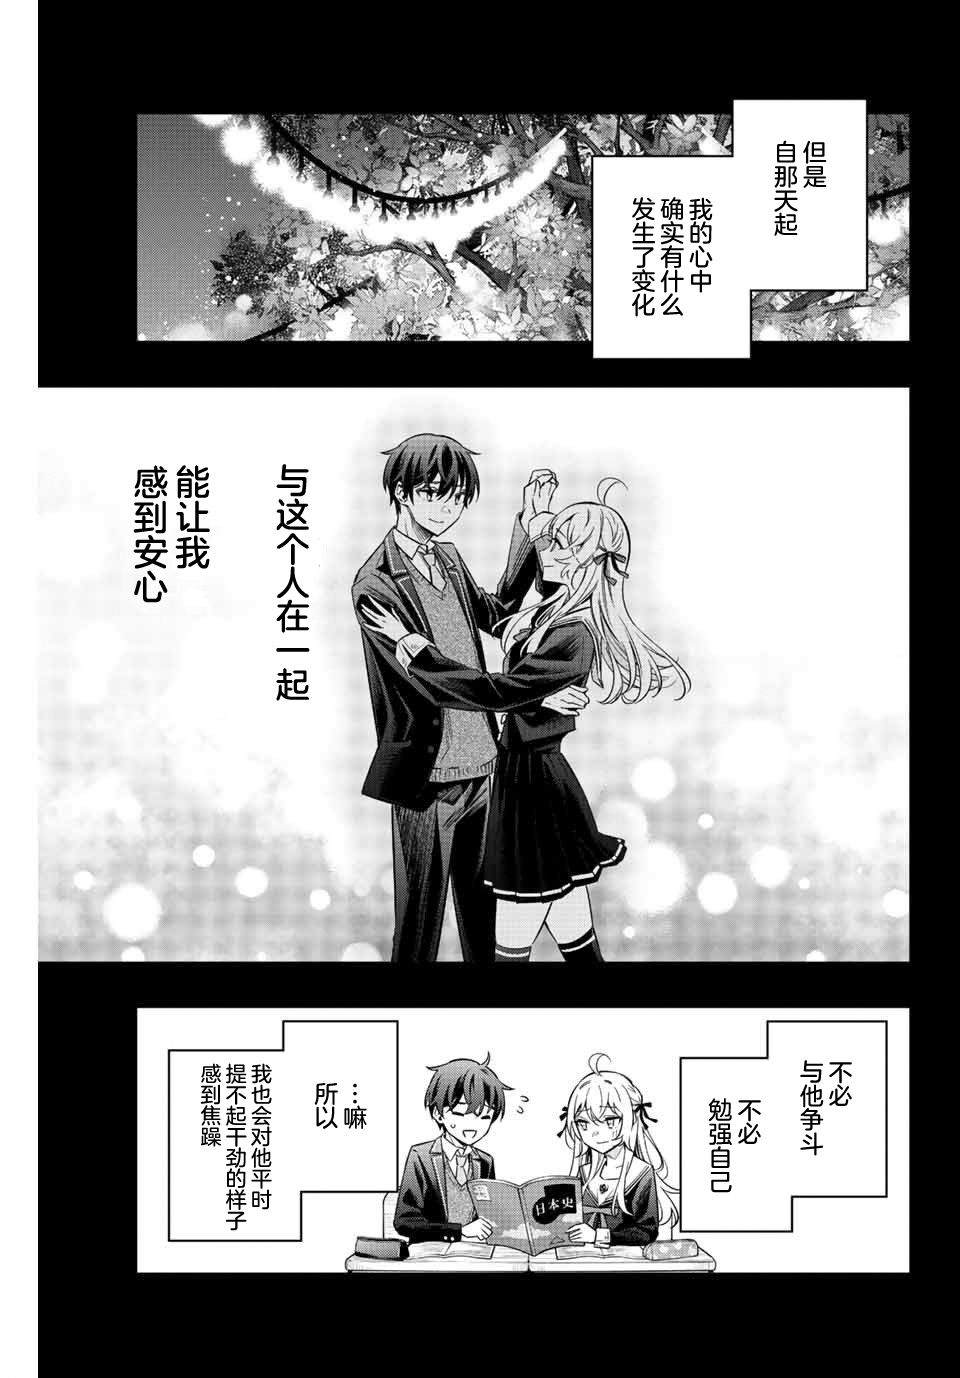 但是
自那天起
我的心中
确实有什么
发生了变化
与这个人在一起
能让我
感到安心
不必
与他争斗
不必
勉强自己
日本史
…嘛
所以
我也会对他平时
提不起干劲的样子
感到焦躁